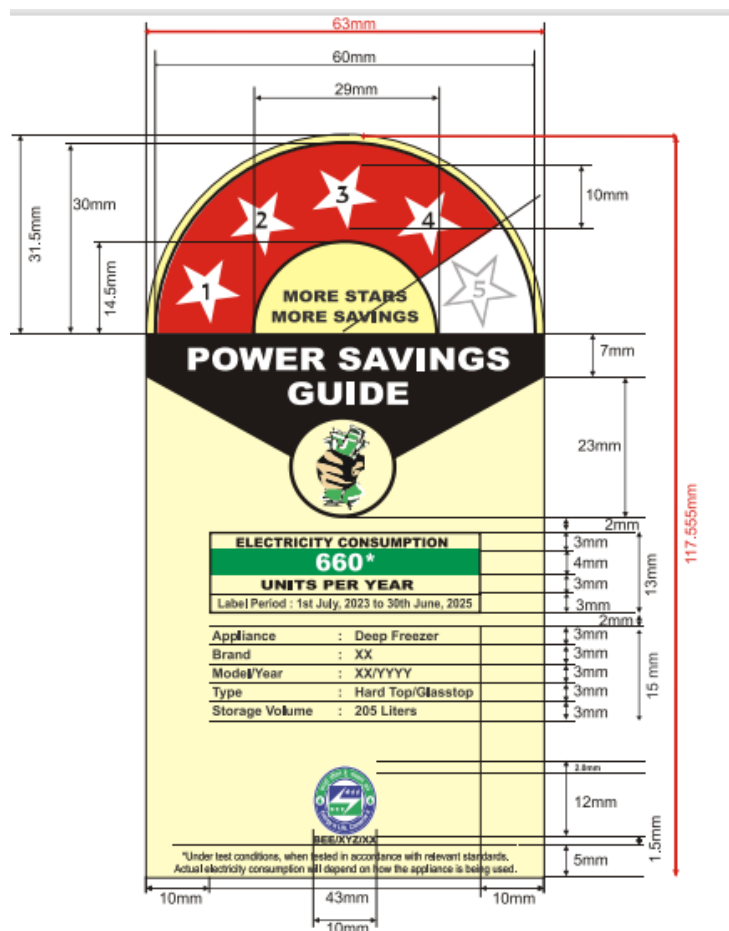 63mm
60mm
29mm
31.5mm
30mm
14.5mm
10mm
1
2
3
4
5
MORE STARS
MORE SAVINGS
POWER SAVINGS
GUIDE
7mm
23mm
117.555mm
2mm
ELECTRICITY CONSUMPTION
3mm
660*
4mm
13mm
UNITS PER YEAR
3mm
Label Period : 1st July, 2023 to 30th June, 2025
3mm
2mm
Appliance : Deep Freezer
3mm
Brand : XX
3mm
Model/Year : XX/YYYY
3mm
15 mm
Type : Hard Top/Glasstop
3mm
Storage Volume : 205 Liters
3mm
12mm
BEE/XYZ/XX
1.5mm
*Under test conditions, when tested in accordance with relevant standards.
Actual electricity consumption will depend on how the appliance is being used.
5mm
10mm
43mm
10mm
10mm